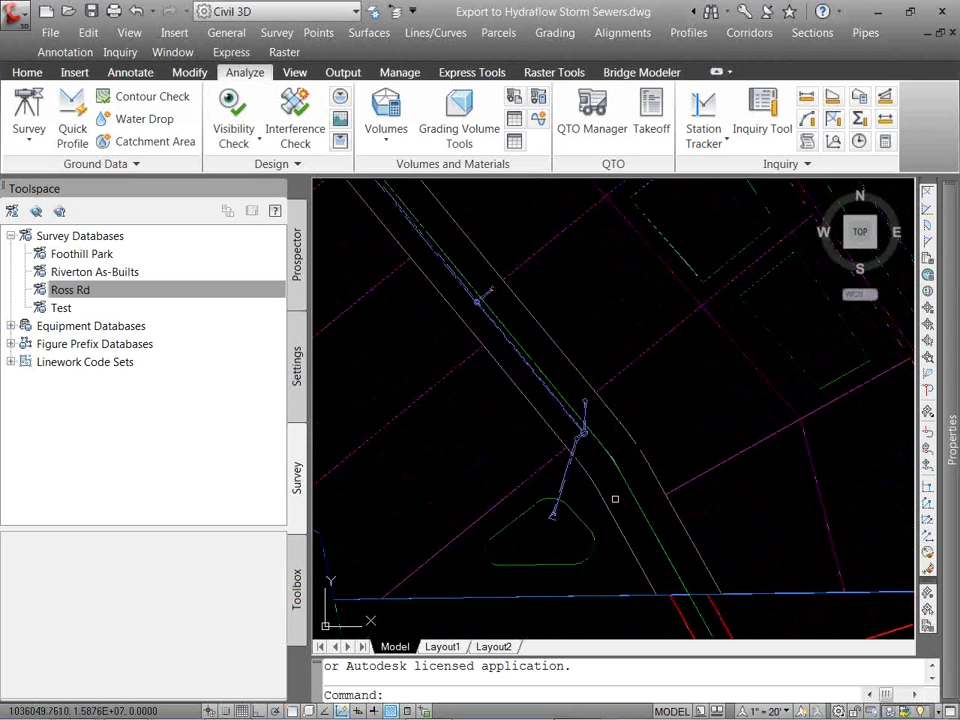 3D
Civil 3D
Export to Hydraflow Storm Sewers.dwg
File Edit View Insert General Survey Points Surfaces Lines/Curves Parcels Grading Alignments Profiles Corridors Sections Pipes
Annotation Inquiry Window Express Raster
Home Insert Annotate Modify Analyze View Output Manage Express Tools Raster Tools Bridge Modeler
Survey
Quick Profile
Contour Check
Water Drop
Catchment Area
Visibility Check
Interference Check
Volumes
Grading Volume Tools
QTO Manager
Takeoff
Station Tracker
Inquiry Tool
Ground Data Design Volumes and Materials QTO Inquiry
Toolspace
Survey Databases
Foothill Park
Riverton As-Builts
Ross Rd
Test
Equipment Databases
Figure Prefix Databases
Linework Code Sets
Prospector
Settings
Survey
Toolbox
N
W TOP E
S
WCS
Properties
Y
X
Model Layout1 Layout2
or Autodesk licensed application.
Command:
1036049.7610, 1.5876E+07, 0.0000
MODEL
1" = 20'